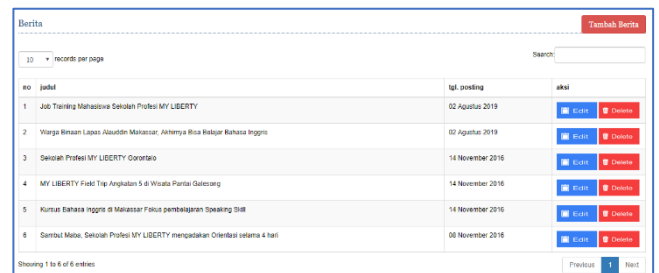 Berita Tambah Berita
10 records per page Search:
no judul tgl. posting aksi
1 Job Training Mahasiswa Sekolah Profesi MY LIBERTY 02 Agustus 2019 Edit Delete
2 Warga Binaan Lapas Alauddin Makassar, Akhirnya Bisa Belajar Bahasa Inggris 02 Agustus 2019 Edit Delete
3 Sekolah Profesi MY LIBERTY Gorontalo 14 November 2016 Edit Delete
4 MY LIBERTY Field Trip Angkatan 5 di Wisata Pantai Galesong 14 November 2016 Edit Delete
5 Kursus Bahasa Inggris di Makassar Fokus pembelajaran Speaking Skill 14 November 2016 Edit Delete
6 Sambut Maba, Sekolah Profesi MY LIBERTY mengadakan Orientasi selama 4 hari 08 November 2016 Edit Delete
Showing 1 to 6 of 6 entries Previous 1 Next